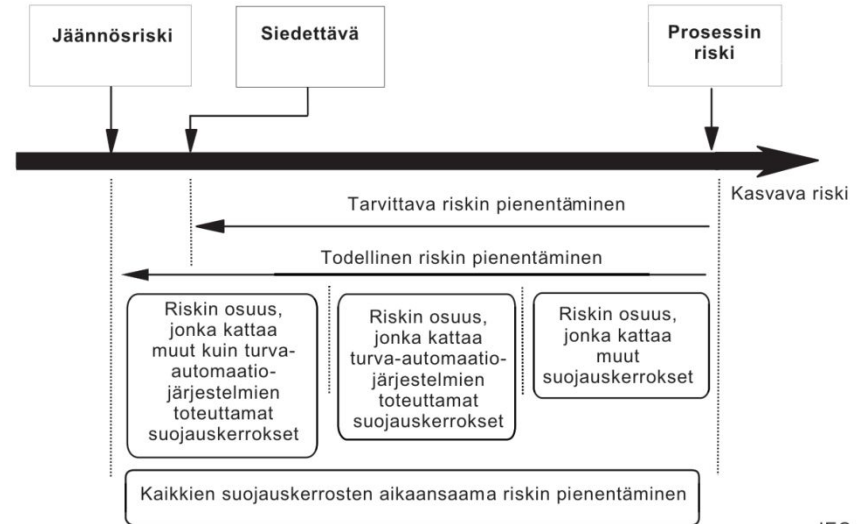 Jäännösriski
Siedettävä
Prosessin
riski
Kasvava riski
Tarvittava riskin pienentäminen
Todellinen riskin pienentäminen
Riskin osuus,
jonka kattaa
muut kuin turva-
automaatio-
järjestelmien
toteuttamat
suojauskerrokset
Riskin osuus,
jonka kattaa
turva-automaatio-
järjestelmien
toteuttamat
suojauskerrokset
Riskin osuus,
jonka kattaa
muut
suojauskerrokset
Kaikkien suojauskerrosten aikaansaama riskin pienentäminen